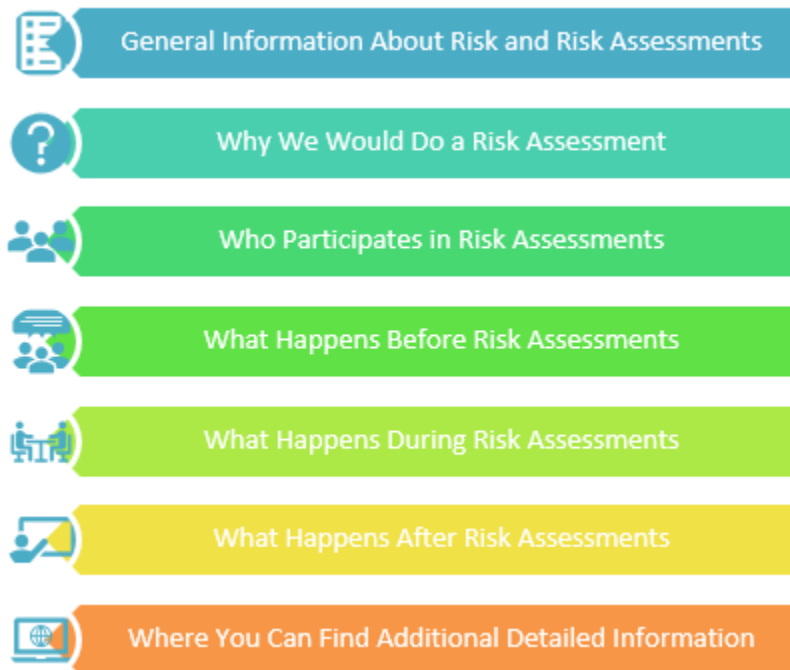 General Information About Risk and Risk Assessments
Why We Would Do a Risk Assessment
Who Participates in Risk Assessments
What Happens Before Risk Assessments
What Happens During Risk Assessments
What Happens After Risk Assessments
Where You Can Find Additional Detailed Information